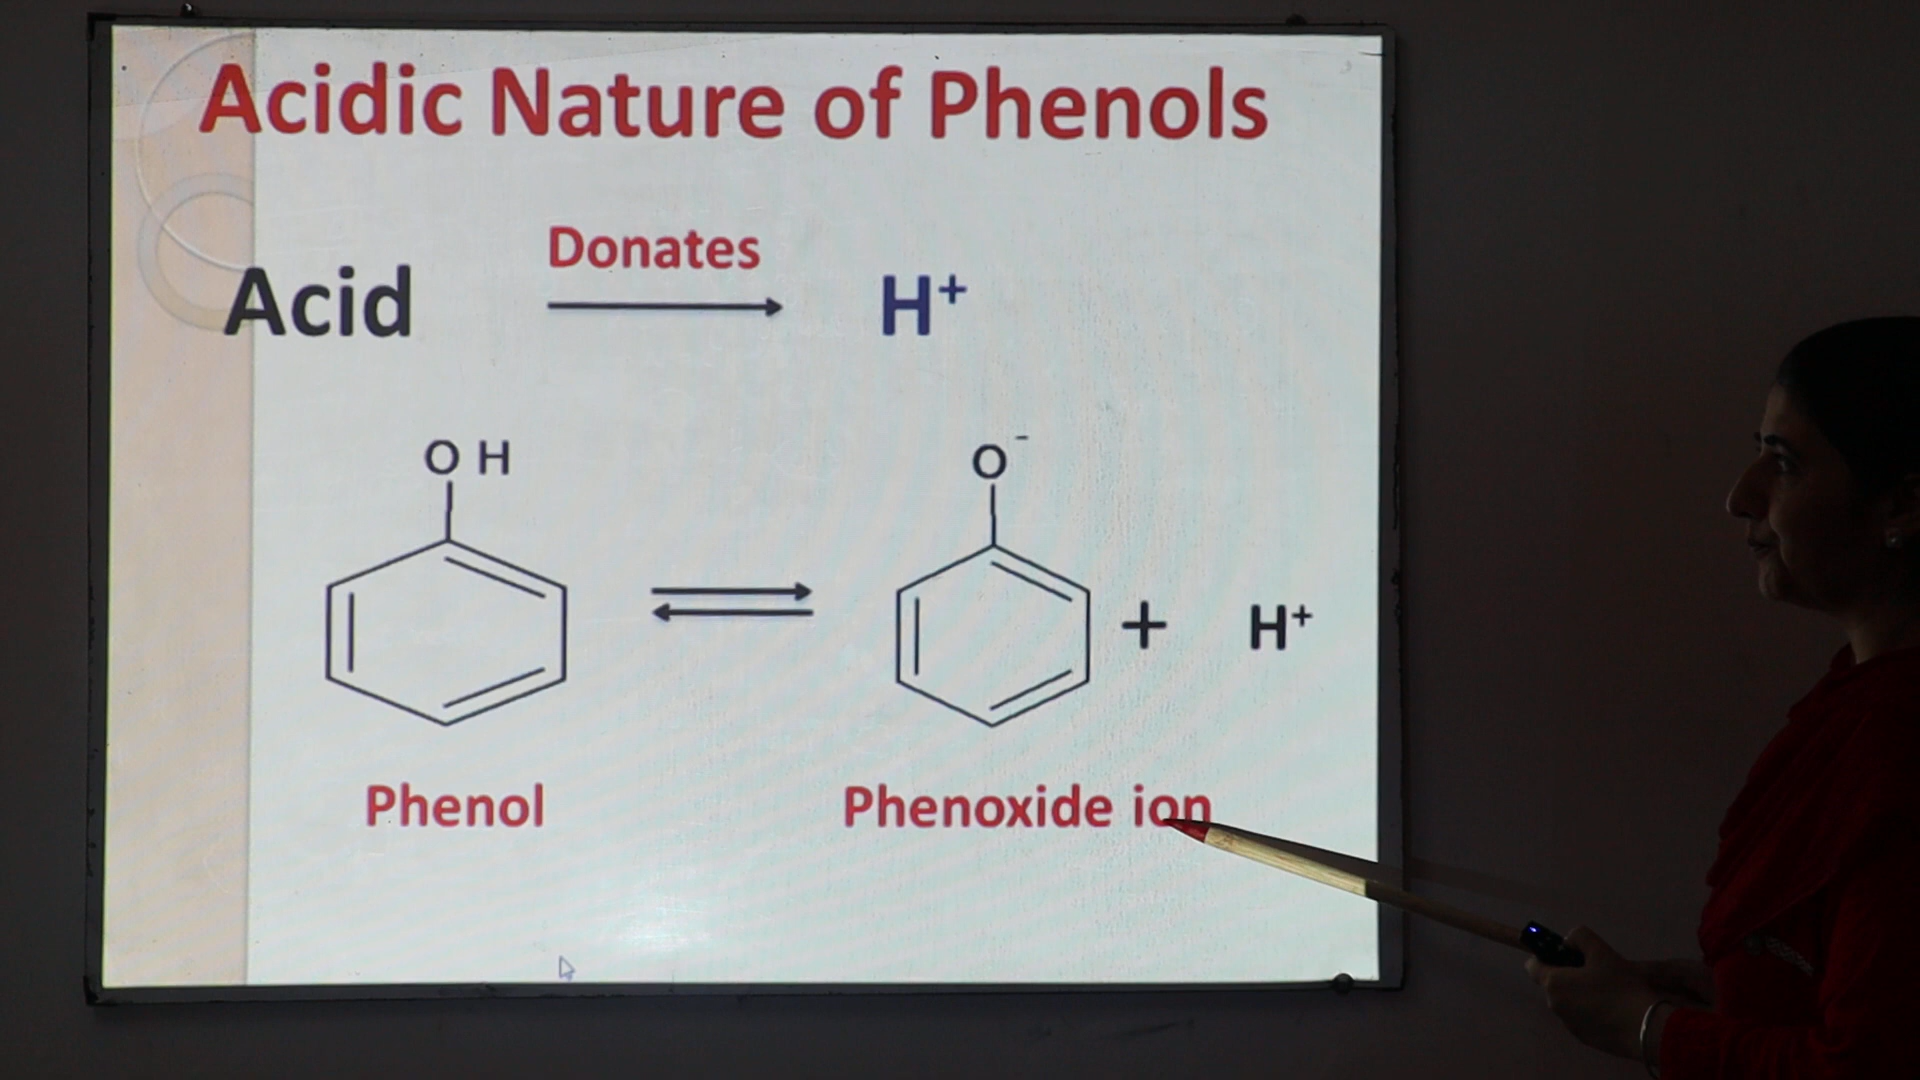 Acidic Nature of Phenols
Donates
Acid H⁺
O H O⁻
+ H⁺
Phenol Phenoxide ion